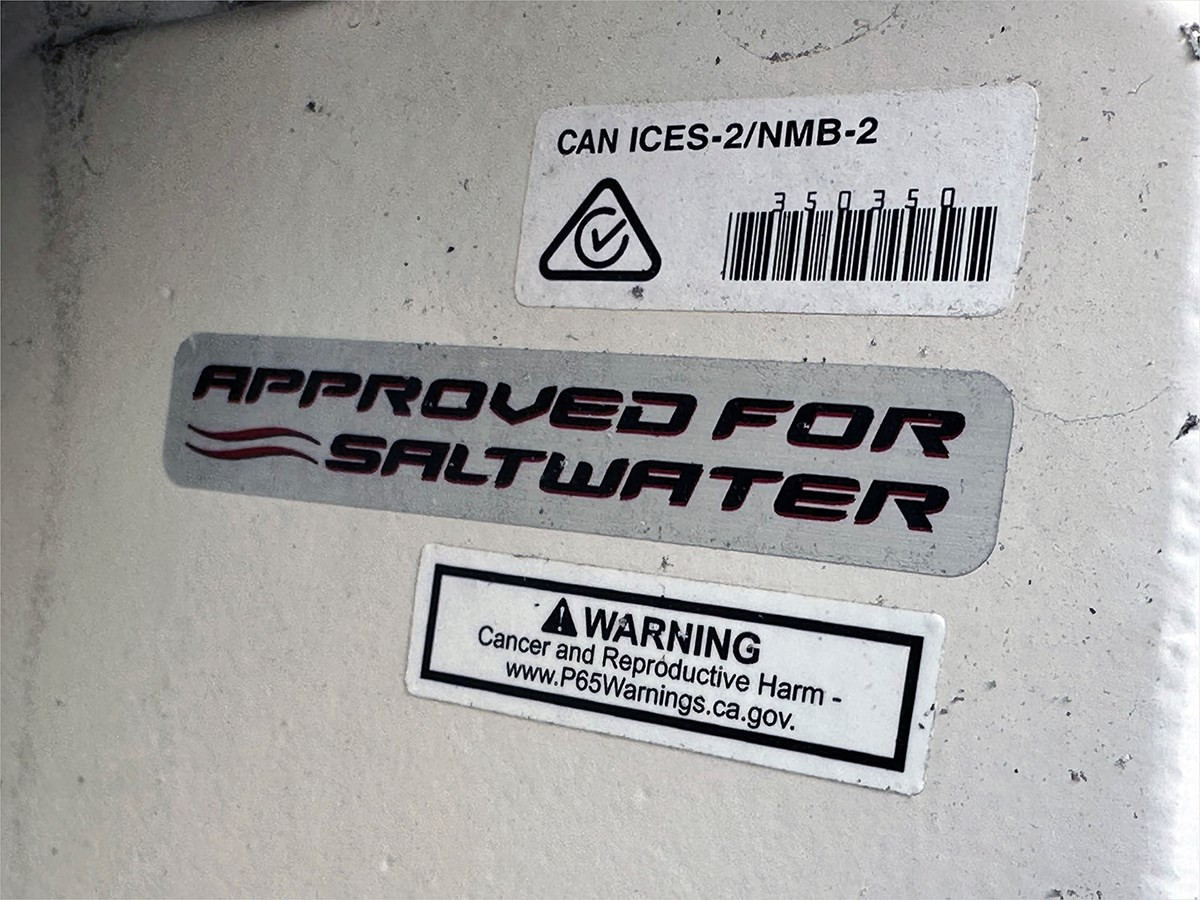 CAN ICES-2/NMB-2
350350
APPROVED FOR
SALTWATER
WARNING
Cancer and Reproductive Harm -
www.P65Warnings.ca.gov.